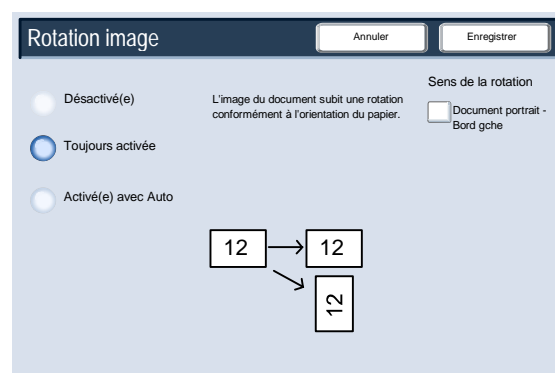 Rotation image
Annuler
Enregistrer
Désactivé(e)
Toujours activée
Activé(e) avec Auto
L'image du document subit une rotation
conformément à l'orientation du papier.
Sens de la rotation
Document portrait -
Bord gche
12
12
12